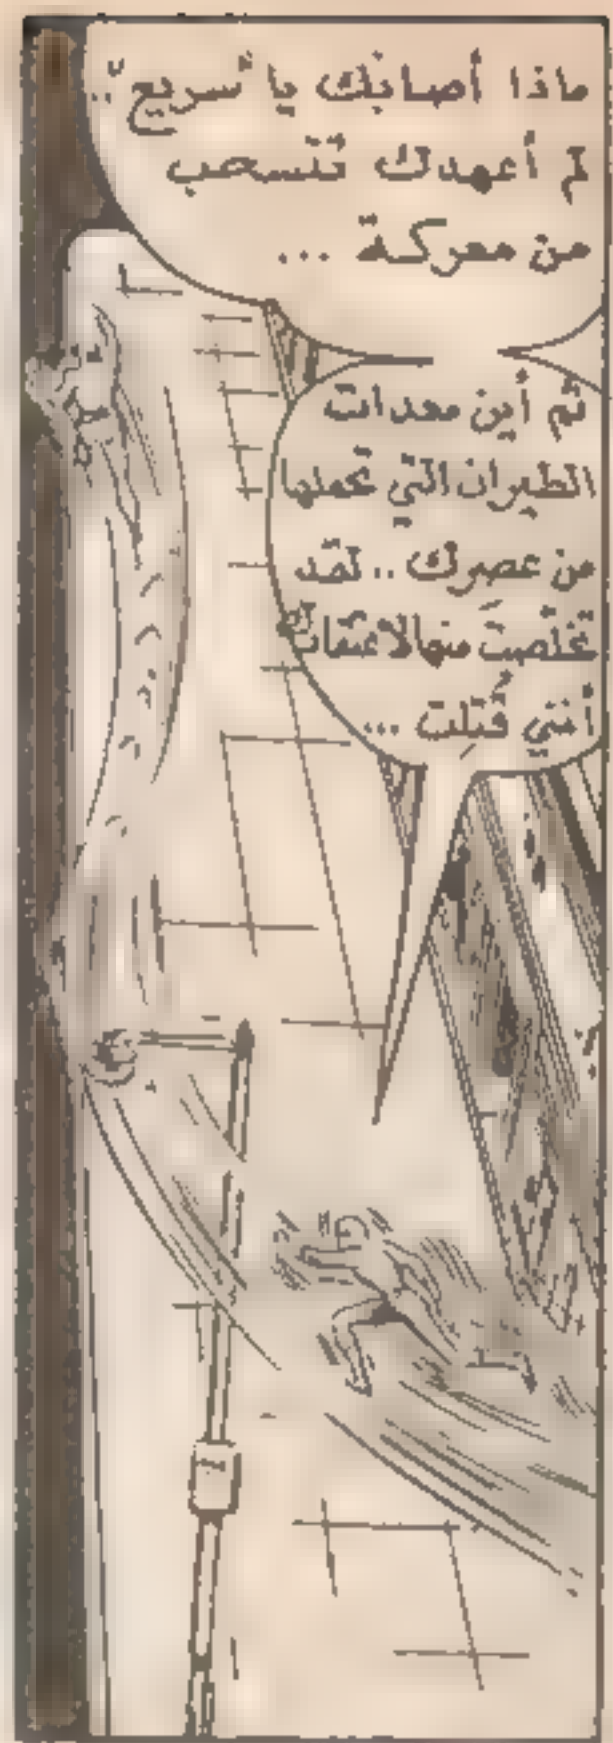 ماذا أصابك يا "سريع"..
لم أعهدك تنسحب
من معركة ...
ثم أين معدات
الطيران التي تحملها
من عصرك .. لقد
تخلصتَ منها لاعتقادك
أنني قُتِلت ...